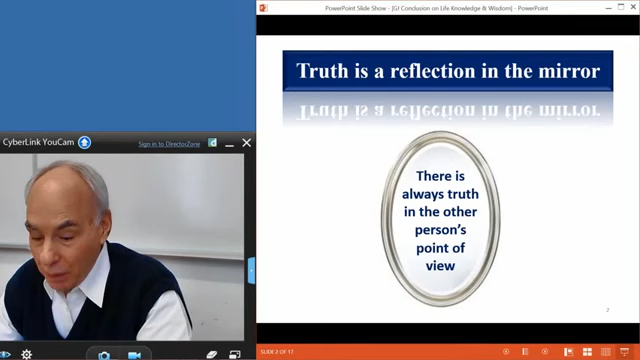 PowerPoint Slide Show - [GJ Conclusion on Life Knowledge & Wisdom] - PowerPoint
Truth is a reflection in the mirror
CyberLink YouCam
Sign in to DirectorZone
There is
always truth
in the other
person's
point of
view
2
SLIDE 2 OF 17